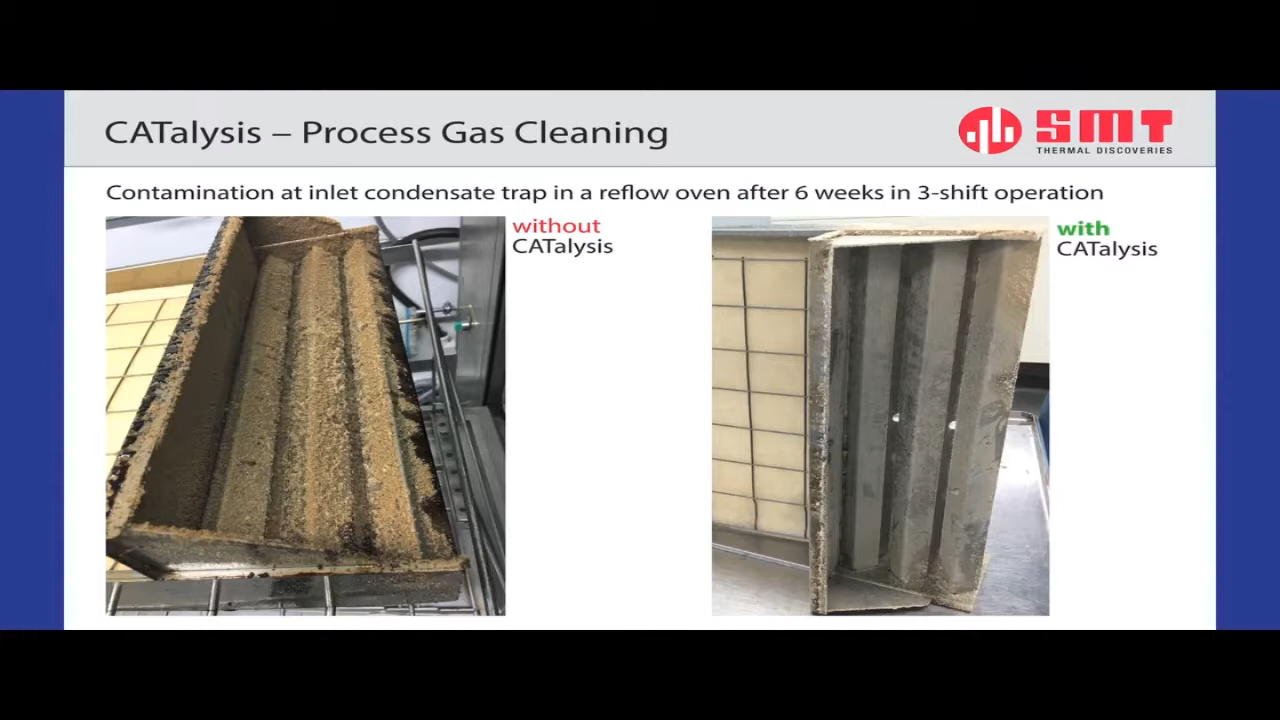 CATalysis – Process Gas Cleaning
SMT
THERMAL DISCOVERIES
Contamination at inlet condensate trap in a reflow oven after 6 weeks in 3-shift operation
without
CATalysis
with
CATalysis